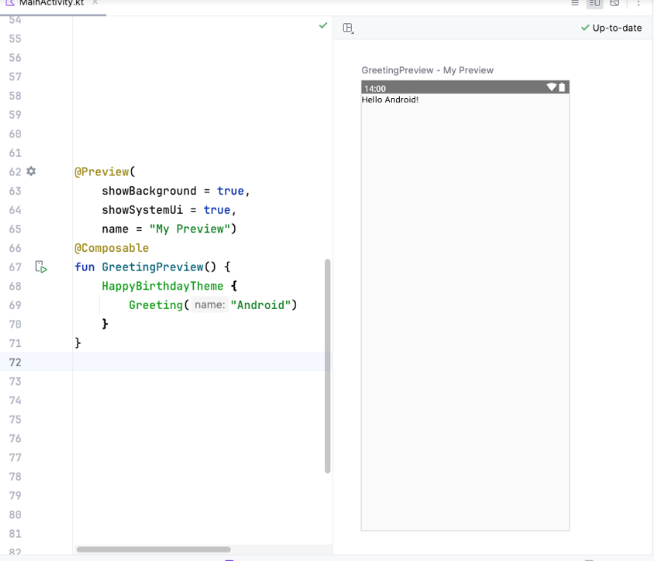 MainActivity.kt
54
55
56
57
58
59
60
61
62 @Preview(
63 showBackground = true,
64 showSystemUi = true,
65 name = "My Preview")
66 @Composable
67 fun GreetingPreview() {
68 HappyBirthdayTheme {
69 Greeting( name: "Android")
70 }
71 }
72
73
74
75
76
77
78
79
80
81
82
Up-to-date
GreetingPreview - My Preview
14:00
Hello Android!